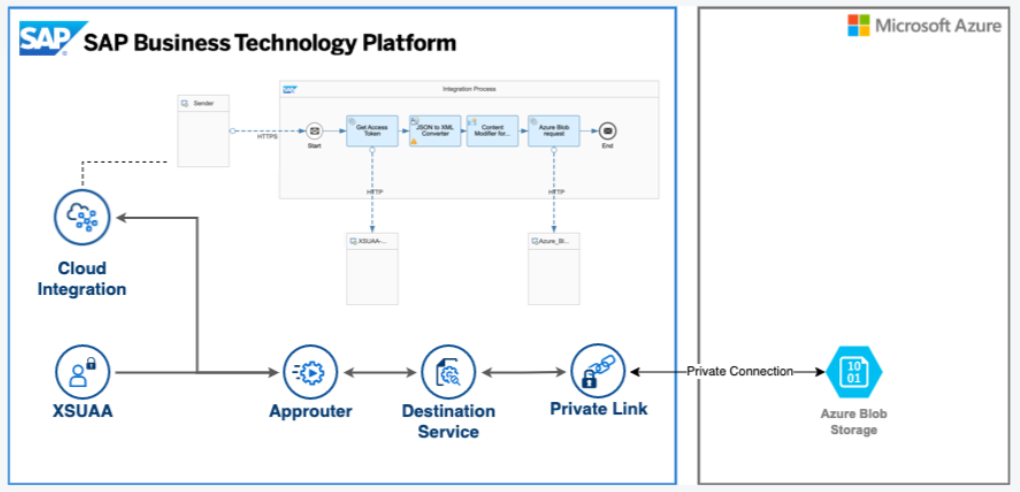 SAP
SAP Business Technology Platform
Microsoft Azure
SAP
Integration Process
Sender
HTTPS
Start
Get Access
Token
JSON to XML
Converter
Content
Modifier for...
Azure Blob
request
End
HTTP
HTTP
XSUAA-...
Azure_Bl...
Cloud
Integration
XSUAA
Approuter
Destination
Service
Private Link
Private Connection
10
01
Azure Blob
Storage